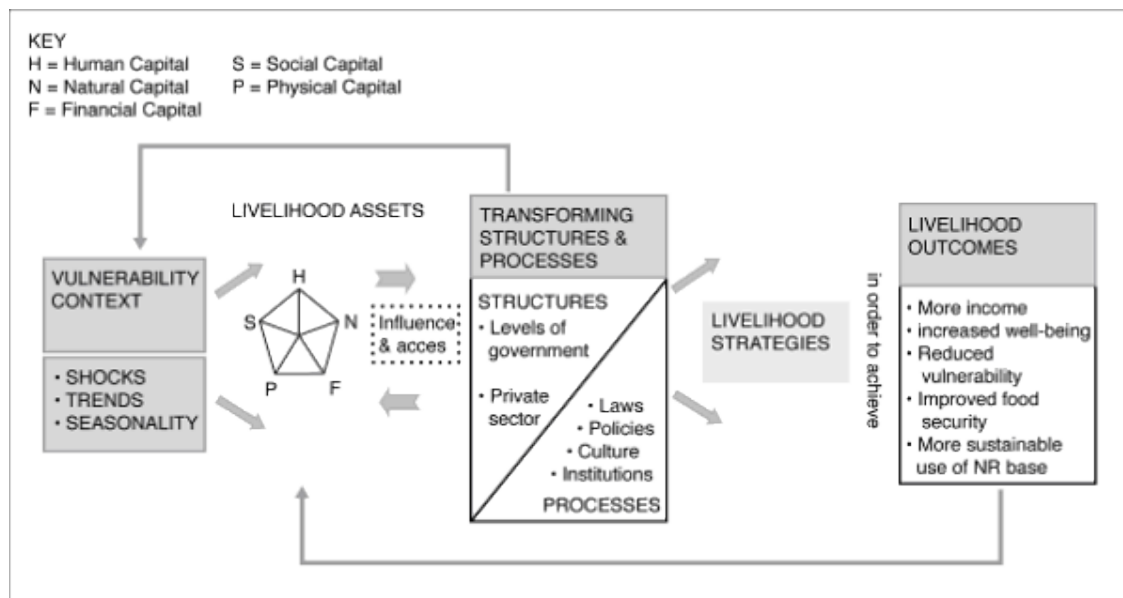 KEY
H = Human Capital S = Social Capital
N = Natural Capital P = Physical Capital
F = Financial Capital
LIVELIHOOD ASSETS
VULNERABILITY
CONTEXT
• SHOCKS
• TRENDS
• SEASONALITY
H
S
N
P
F
Influence
& acces
TRANSFORMING
STRUCTURES &
PROCESSES
STRUCTURES
• Levels of
government
• Private
sector
• Laws
• Policies
• Culture
• Institutions
PROCESSES
LIVELIHOOD
STRATEGIES
in order to achieve
LIVELIHOOD
OUTCOMES
• More income
• increased well-being
• Reduced
vulnerability
• Improved food
security
• More sustainable
use of NR base